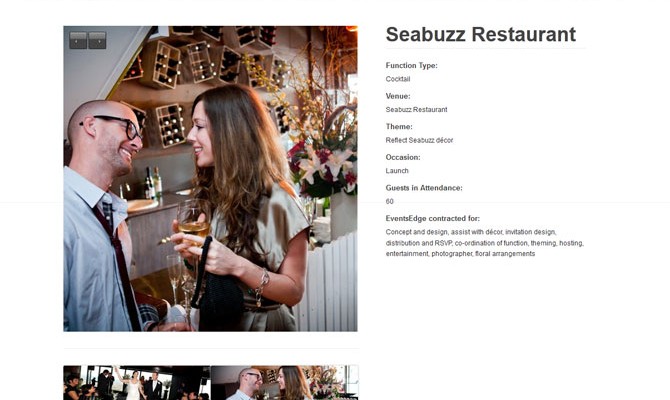 Seabuzz Restaurant
Function Type:
Cocktail
Venue:
Seabuzz Restaurant
Theme:
Reflect Seabuzz décor
Occasion:
Launch
Guests in Attendance:
60
EventsEdge contracted for:
Concept and design, assist with décor, invitation design,
distribution and RSVP, co-ordination of function, theming, hosting,
entertainment, photographer, floral arrangements